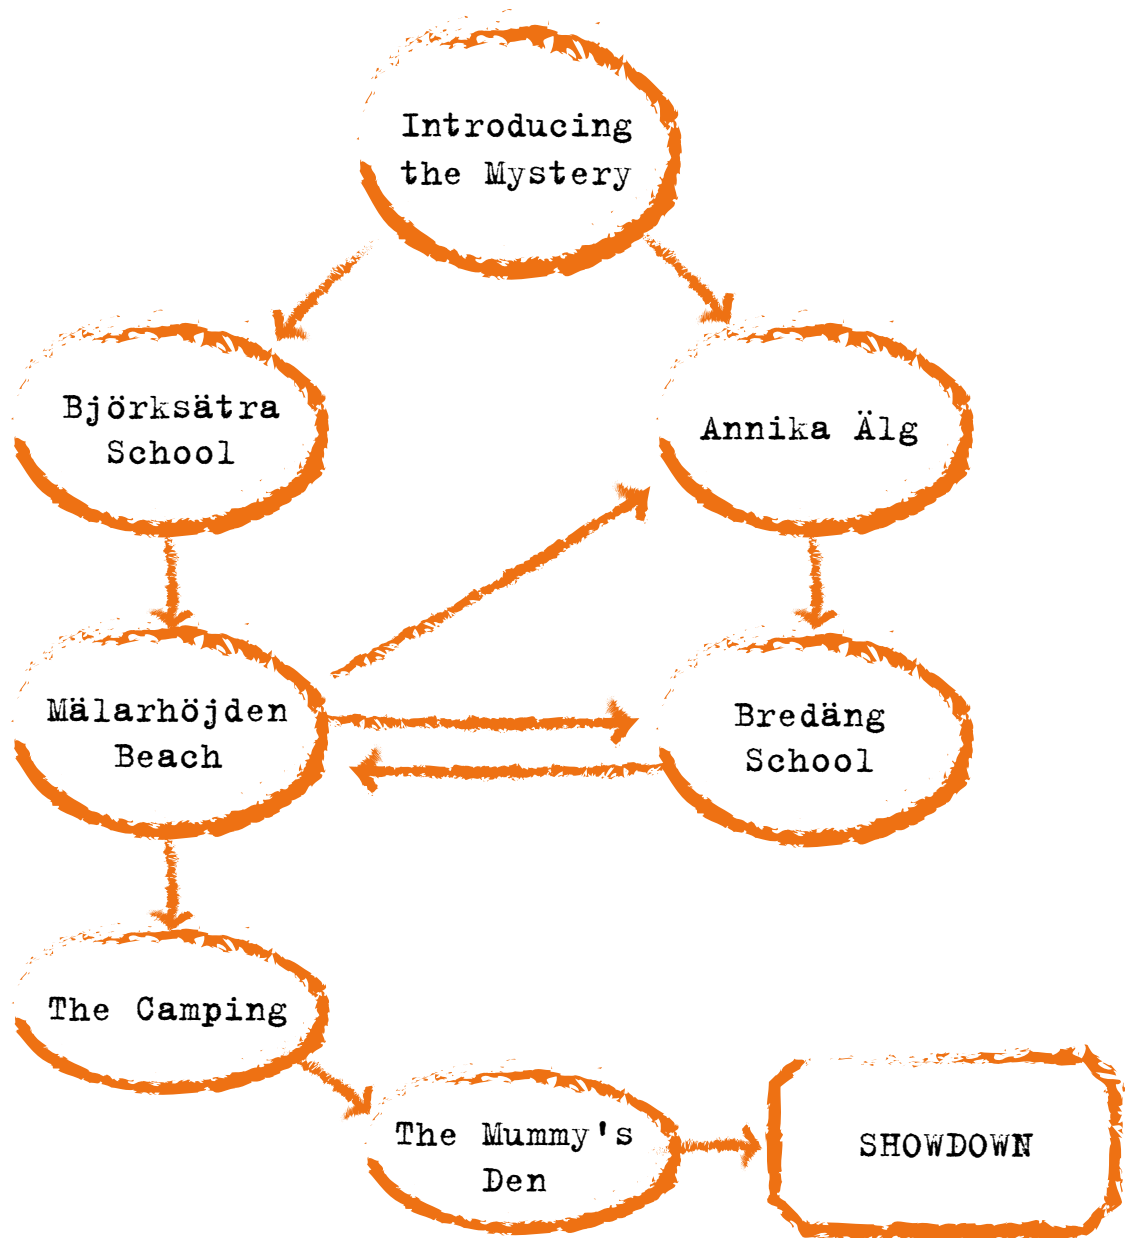 Introducing
the Mystery
Björksätra
School
Annika Älg
Mälarhöjden
Beach
Bredäng
School
The Camping
The Mummy's
Den
SHOWDOWN